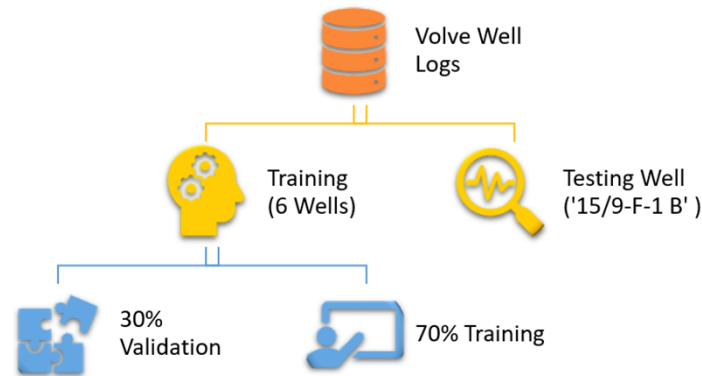 Volve Well
Logs
Training
(6 Wells)
Testing Well
('15/9-F-1 B' )
30%
Validation
70% Training